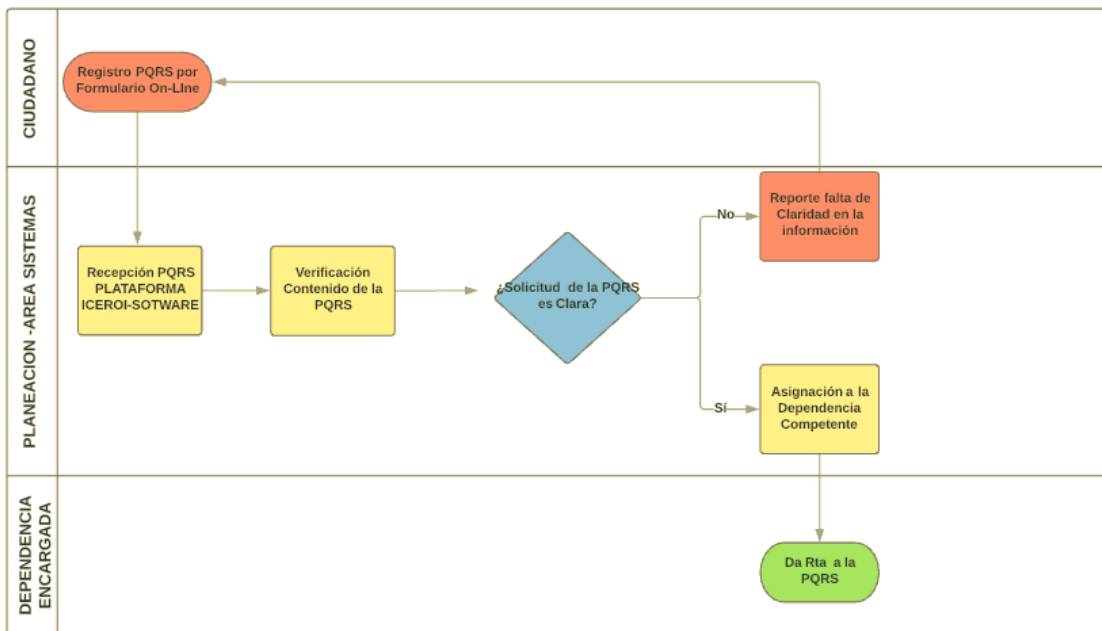 CIUDADANO
Registro PQRS por
Formulario On-LIne
PLANEACION -AREA SISTEMAS
Recepción PQRS
PLATAFORMA
ICEROI-SOTWARE
Verificación
Contenido de la
PQRS
¿Solicitud de la PQRS
es Clara?
No
Reporte falta de
Claridad en la
información
Sí
Asignación a la
Dependencia
Competente
DEPENDENCIA
ENCARGADA
Da Rta a la
PQRS